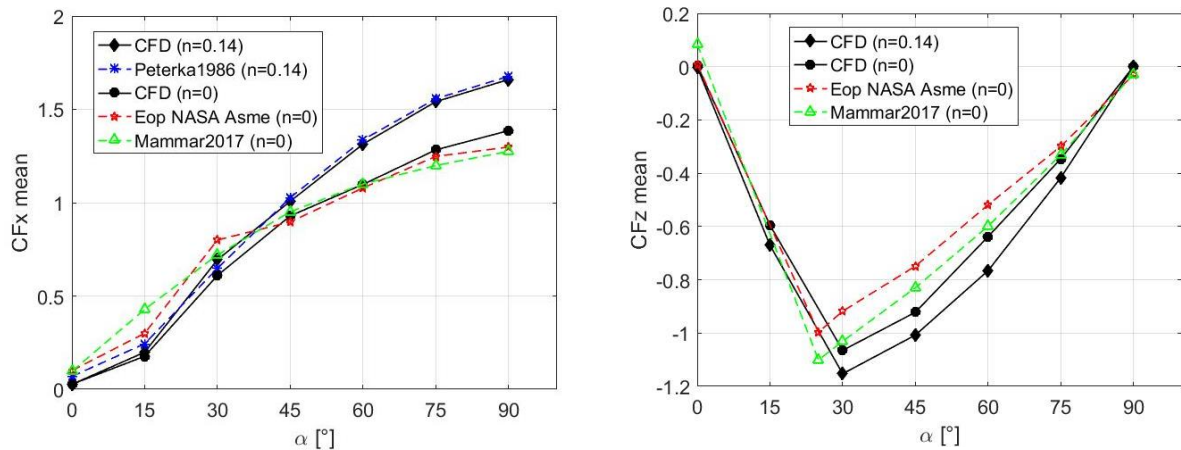 2
1.5
1
0.5
0
CFx mean
CFD (n=0.14)
Peterka1986 (n=0.14)
CFD (n=0)
Eop NASA Asme (n=0)
Mammar2017 (n=0)
0 15 30 45 60 75 90
α [°]
0.2
0
-0.2
-0.4
-0.6
-0.8
-1
-1.2
CFz mean
CFD (n=0.14)
CFD (n=0)
Eop NASA Asme (n=0)
Mammar2017 (n=0)
0 15 30 45 60 75 90
α [°]